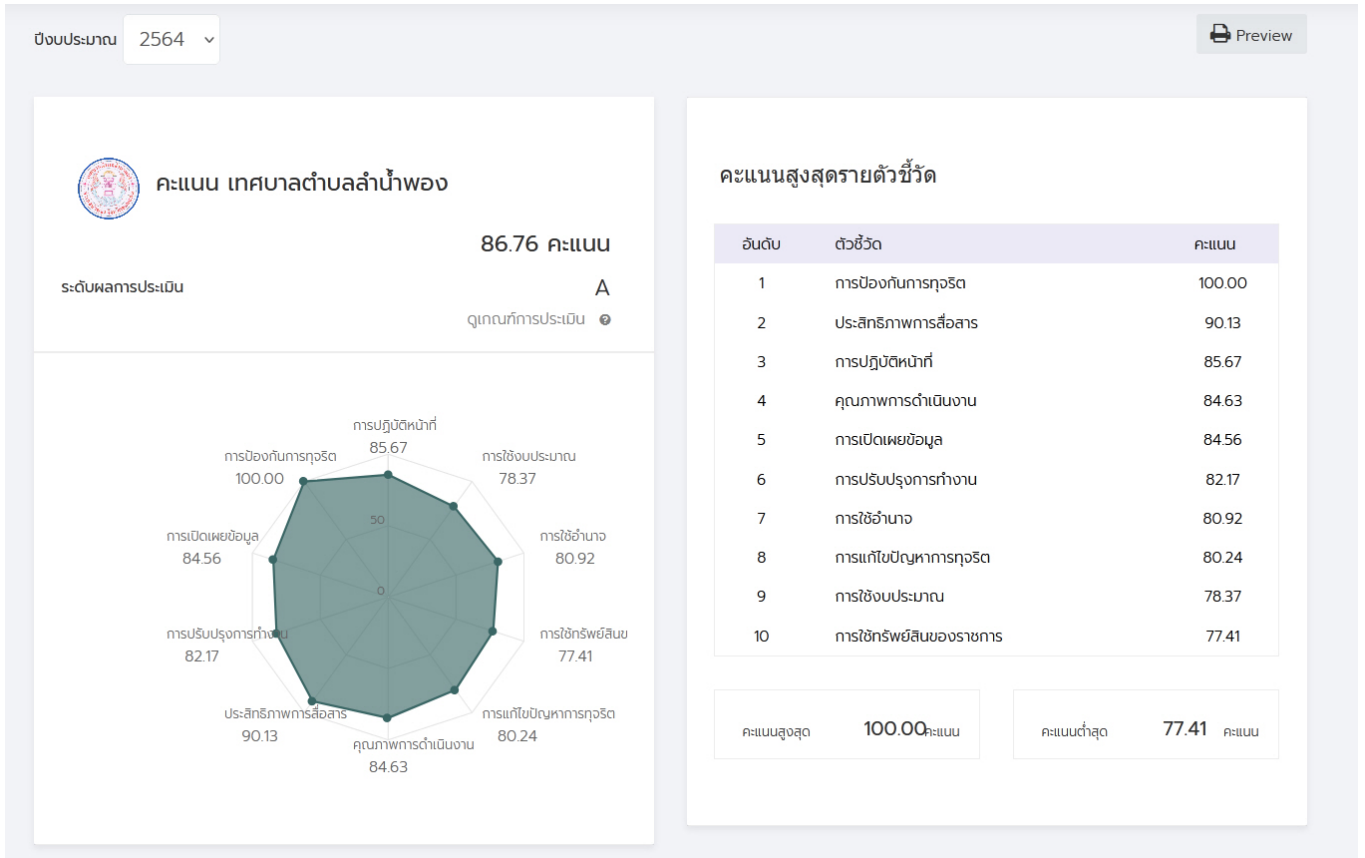 ปีงบประมาณ 2564
Preview
คะแนน เทศบาลตำบลลำน้ำพอง
86.76 คะแนน
ระดับผลการประเมิน A
ดูเกณฑ์การประเมิน
การปฏิบัติหน้าที่
85.67
การป้องกันการทุจริต
100.00
การใช้งบประมาณ
78.37
50
การเปิดเผยข้อมูล
84.56
การใช้อำนาจ
80.92
0
การปรับปรุงการทำงาน
82.17
การใช้ทรัพย์สินข
77.41
ประสิทธิภาพการสื่อสาร
90.13
การแก้ไขปัญหาการทุจริต
80.24
คุณภาพการดำเนินงาน
84.63
คะแนนสูงสุดรายตัวชี้วัด
อันดับ ตัวชี้วัด คะแนน
1 การป้องกันการทุจริต 100.00
2 ประสิทธิภาพการสื่อสาร 90.13
3 การปฏิบัติหน้าที่ 85.67
4 คุณภาพการดำเนินงาน 84.63
5 การเปิดเผยข้อมูล 84.56
6 การปรับปรุงการทำงาน 82.17
7 การใช้อำนาจ 80.92
8 การแก้ไขปัญหาการทุจริต 80.24
9 การใช้งบประมาณ 78.37
10 การใช้ทรัพย์สินของราชการ 77.41
คะแนนสูงสุด 100.00 คะแนน
คะแนนต่ำสุด 77.41 คะแนน